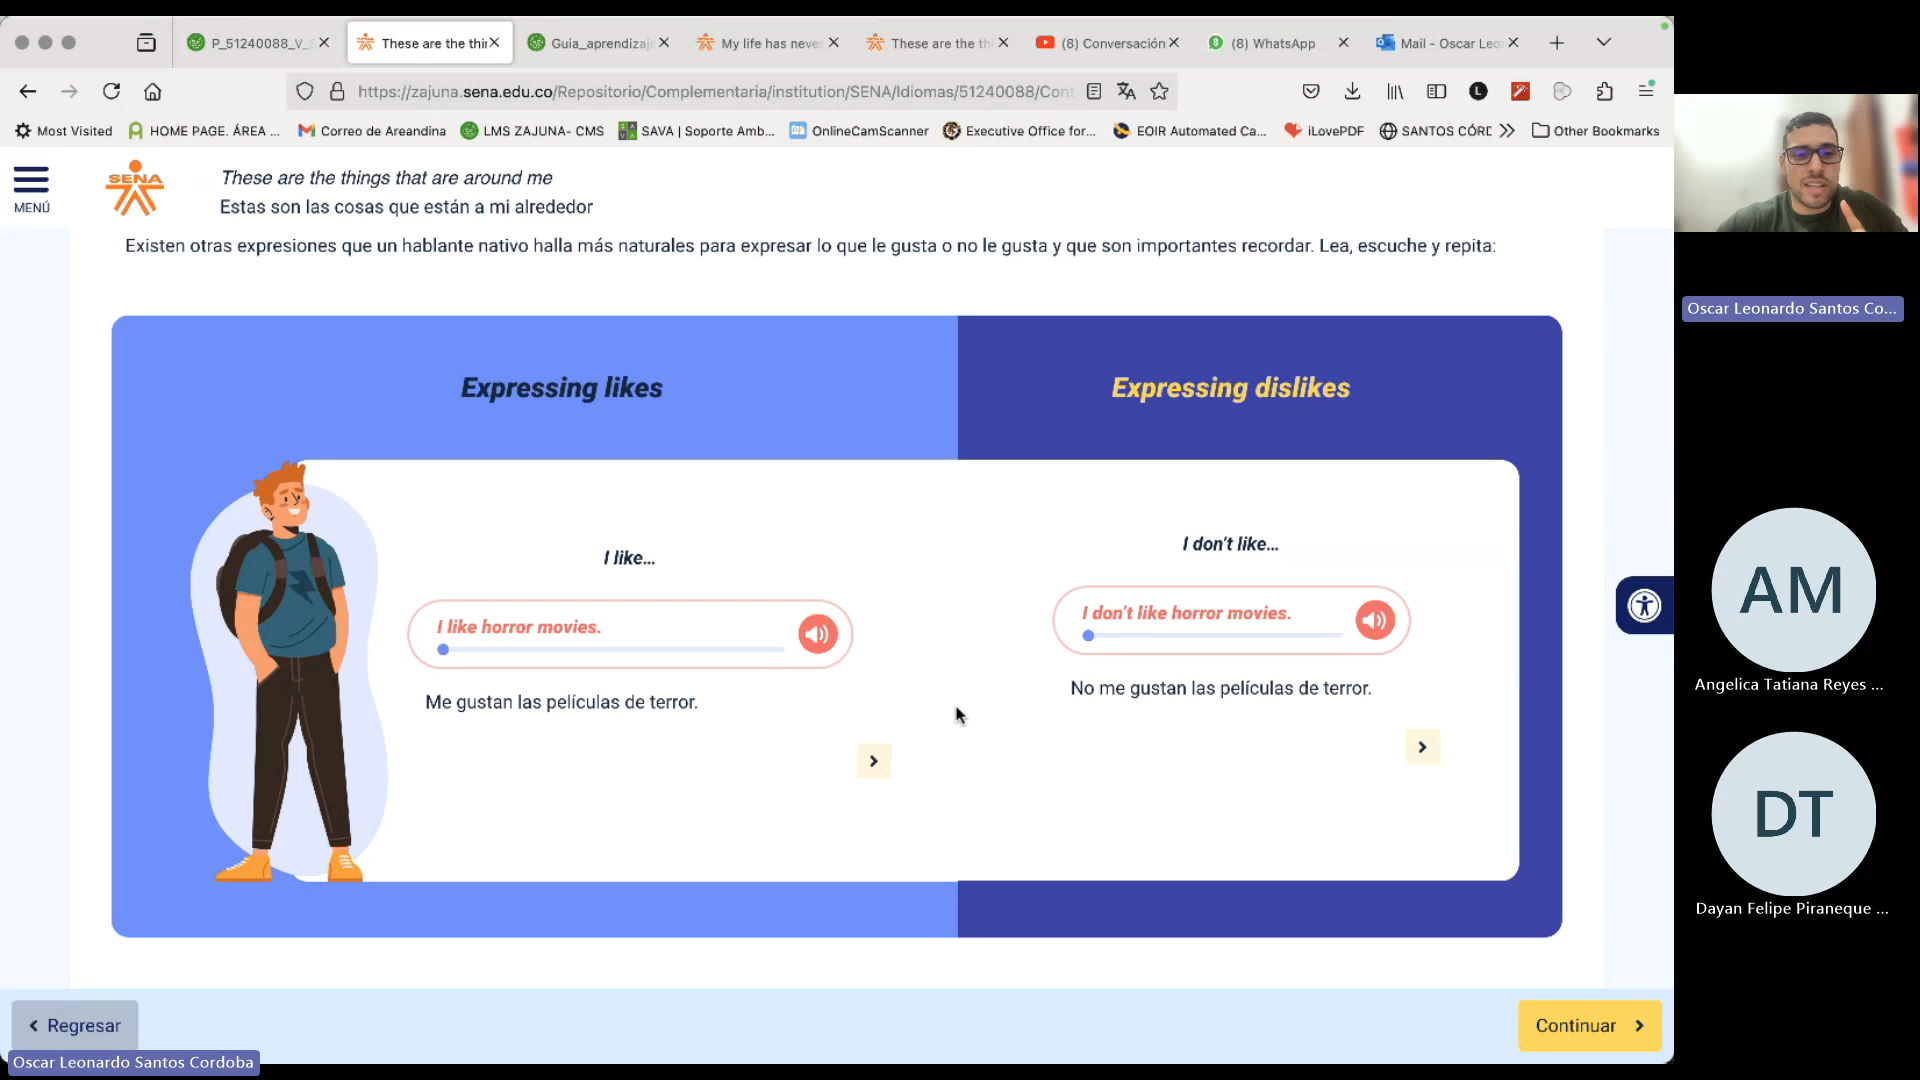 P_51240088_V_
These are the thin
Guia_aprendizaje
My life has never
These are the th
(8) Conversación
(8) WhatsApp
Mail - Oscar Leo
https://zajuna.sena.edu.co/Repositorio/Complementaria/institution/SENA/Idiomas/51240088/Cont
Most Visited
HOME PAGE. ÁREA ...
Correo de Areandina
LMS ZAJUNA- CMS
SAVA | Soporte Amb...
OnlineCamScanner
Executive Office for...
EOIR Automated Ca...
iLovePDF
SANTOS CÓRD
Other Bookmarks
MENÚ
SENA
These are the things that are around me
Estas son las cosas que están a mi alrededor
Existen otras expresiones que un hablante nativo halla más naturales para expresar lo que le gusta o no le gusta y que son importantes recordar. Lea, escuche y repita:
Expressing likes
Expressing dislikes
I like...
I like horror movies.
Me gustan las películas de terror.
I don't like...
I don't like horror movies.
No me gustan las películas de terror.
Regresar
Continuar
Oscar Leonardo Santos Cordoba
Oscar Leonardo Santos Co...
AM
Angelica Tatiana Reyes ...
DT
Dayan Felipe Piraneque ...